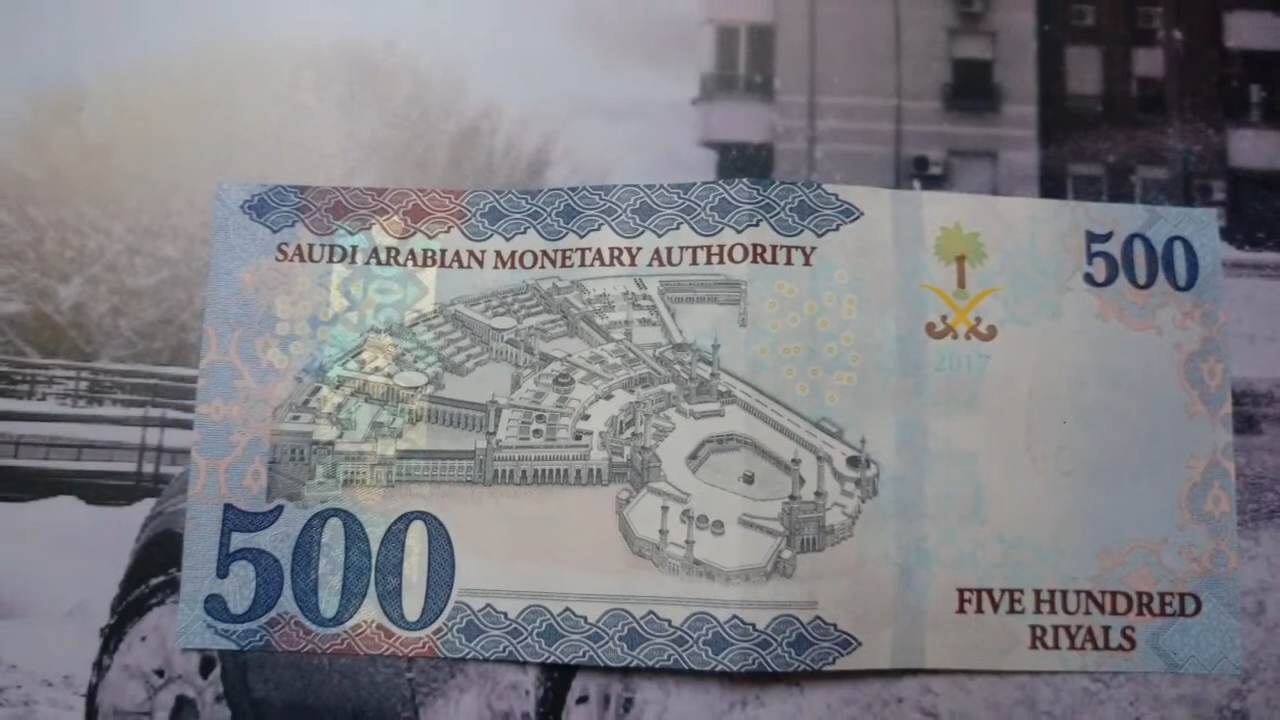 SAUDI ARABIAN MONETARY AUTHORITY
500
2017
500
FIVE HUNDRED
RIYALS